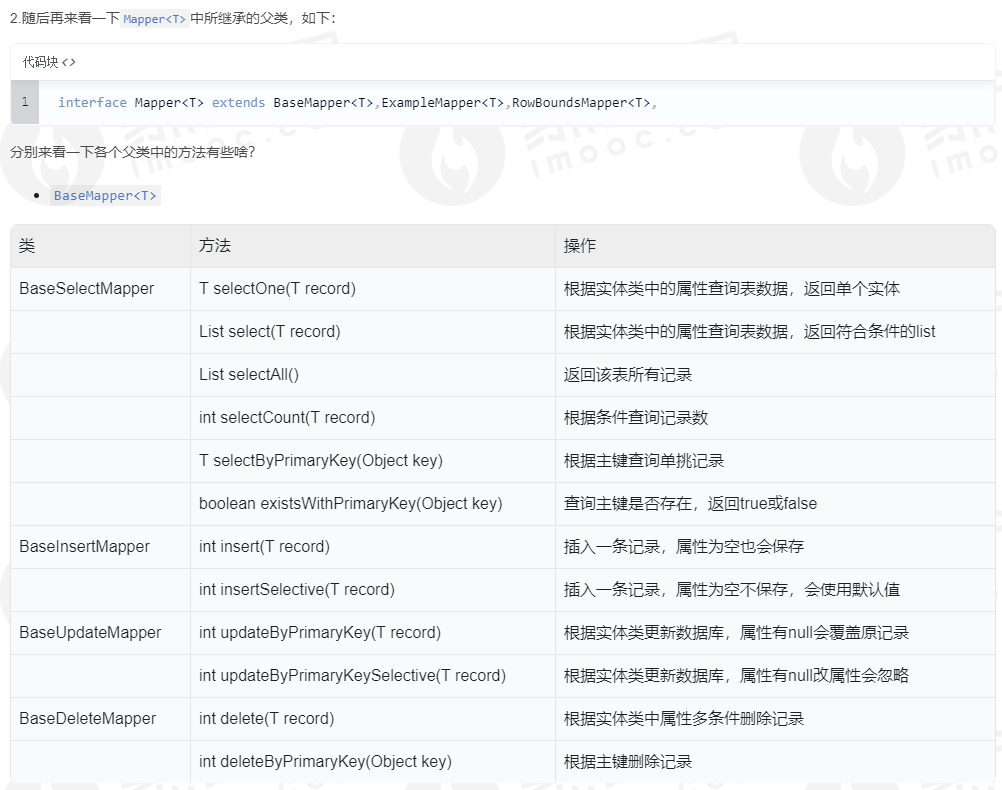 2.随后再来看一下Mapper<T>中所继承的父类，如下：
代码块 <>
1 interface Mapper<T> extends BaseMapper<T>,ExampleMapper<T>,RowBoundsMapper<T>,
分别来看一下各个父类中的方法有些啥？
• BaseMapper<T>
类 方法 操作
BaseSelectMapper T selectOne(T record) 根据实体类中的属性查询表数据，返回单个实体
List select(T record) 根据实体类中的属性查询表数据，返回符合条件的list
List selectAll() 返回该表所有记录
int selectCount(T record) 根据条件查询记录数
T selectByPrimaryKey(Object key) 根据主键查询单挑记录
boolean existsWithPrimaryKey(Object key) 查询主键是否存在，返回true或false
BaseInsertMapper int insert(T record) 插入一条记录，属性为空也会保存
int insertSelective(T record) 插入一条记录，属性为空不保存，会使用默认值
BaseUpdateMapper int updateByPrimaryKey(T record) 根据实体类更新数据库，属性有null会覆盖原记录
int updateByPrimaryKeySelective(T record) 根据实体类更新数据库，属性有null改属性会忽略
BaseDeleteMapper int delete(T record) 根据实体类中属性多条件删除记录
int deleteByPrimaryKey(Object key) 根据主键删除记录